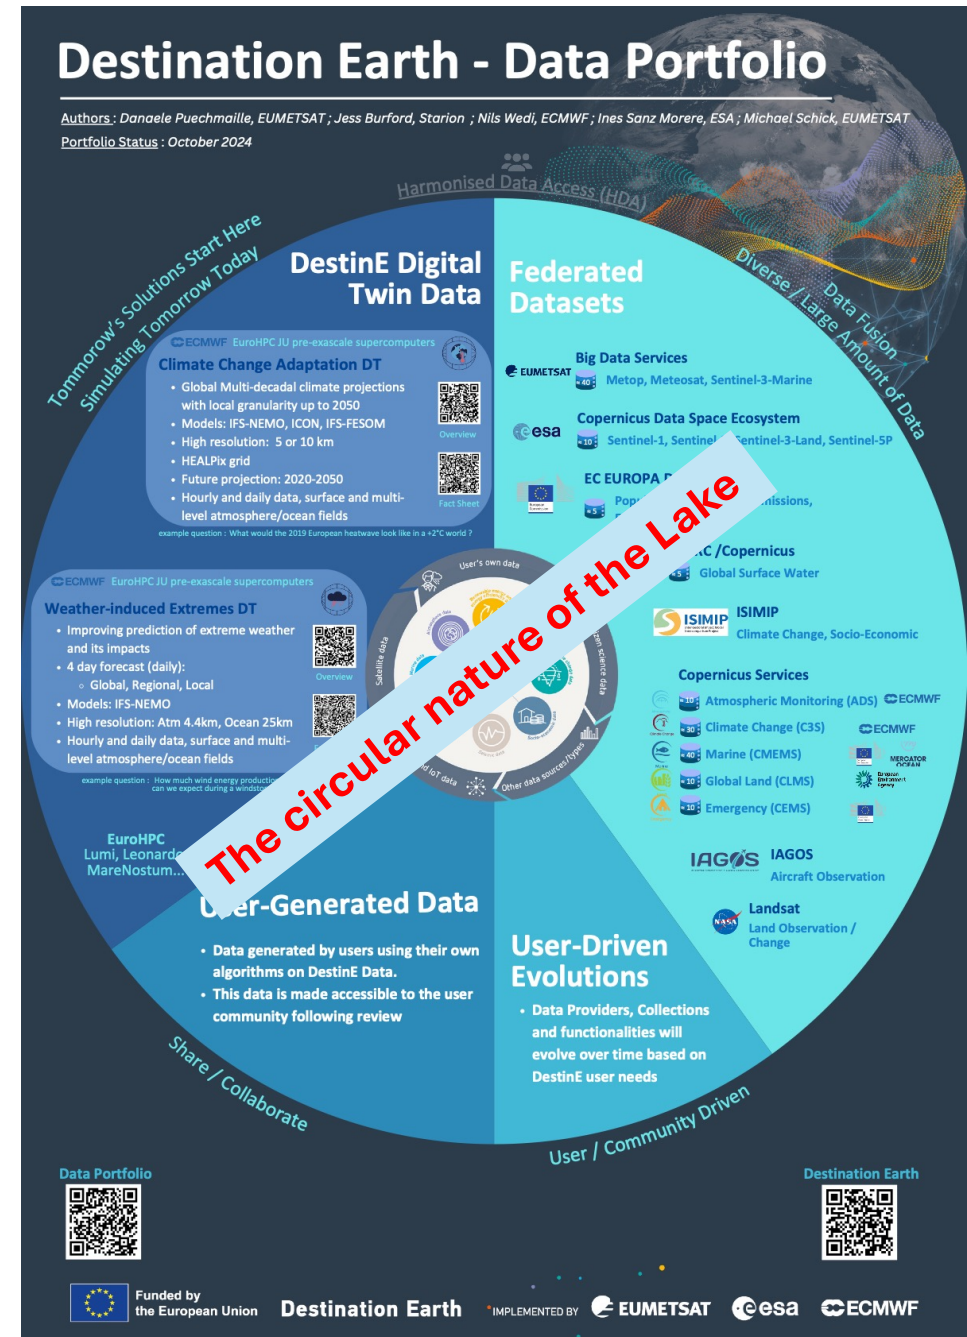 Destination Earth - Data Portfolio
Authors : Danaele Puechmaille, EUMETSAT ; Jess Burford, Starion ; Nils Wedi, ECMWF ; Ines Sanz Morere, ESA ; Michael Schick, EUMETSAT
Portfolio Status : October 2024
Harmonised Data Access (HDA)
Tommorow's Solutions Start Here
Simulating Tomorrow Today
Data Fusion
Diverse / Large Amount of Data
DestinE Digital
Twin Data
ECMWF EuroHPC JU pre-exascale supercomputers
Climate Change Adaptation DT
• Global Multi-decadal climate projections
with local granularity up to 2050
• Models: IFS-NEMO, ICON, IFS-FESOM
• High resolution: 5 or 10 km
• HEALPix grid
• Future projection: 2020-2050
• Hourly and daily data, surface and multi-
level atmosphere/ocean fields
Overview
Fact Sheet
example question : What would the 2019 European heatwave look like in a +2°C world ?
ECMWF EuroHPC JU pre-exascale supercomputers
Weather-induced Extremes DT
• Improving prediction of extreme weather
and its impacts
• 4 day forecast (daily):
◦ Global, Regional, Local
• Models: IFS-NEMO
• High resolution: Atm 4.4km, Ocean 25km
• Hourly and daily data, surface and multi-
level atmosphere/ocean fields
Overview
example question : How much wind energy production
can we expect during a
EuroHPC
Lumi,
MareNostum...
Federated
Datasets
EUMETSAT
Big Data Services
40
Metop, Meteosat, Sentinel-3-Marine
esa
Copernicus Data Space Ecosystem
10
Sentinel-1, Sentinel-3-Land, Sentinel-5P
EC EUROPA
5
/Copernicus
5
Global Surface Water
ISIMIP
ISIMIP
Climate Change, Socio-Economic
Copernicus Services
10 Atmospheric Monitoring (ADS) ECMWF
30 Climate Change (C3S) ECMWF
40 Marine (CMEMS) MERCATOR
OCEAN
10 Global Land (CLMS) European
Environment
Agency
10 Emergency (CEMS)
IAGOS
IAGOS
Aircraft Observation
NASA
Landsat
Land Observation /
Change
User's own data
Satellite data
Other data sources/types
IoT data
science data
The circular nature of the Lake
User-Generated Data
• Data generated by users using their own
algorithms on DestinE Data.
• This data is made accessible to the user
community following review
User-Driven
Evolutions
• Data Providers, Collections
and functionalities will
evolve over time based on
DestinE user needs
Share / Collaborate
User / Community Driven
Data Portfolio
Destination Earth
Funded by
the European Union
Destination Earth
IMPLEMENTED BY
EUMETSAT
esa
ECMWF